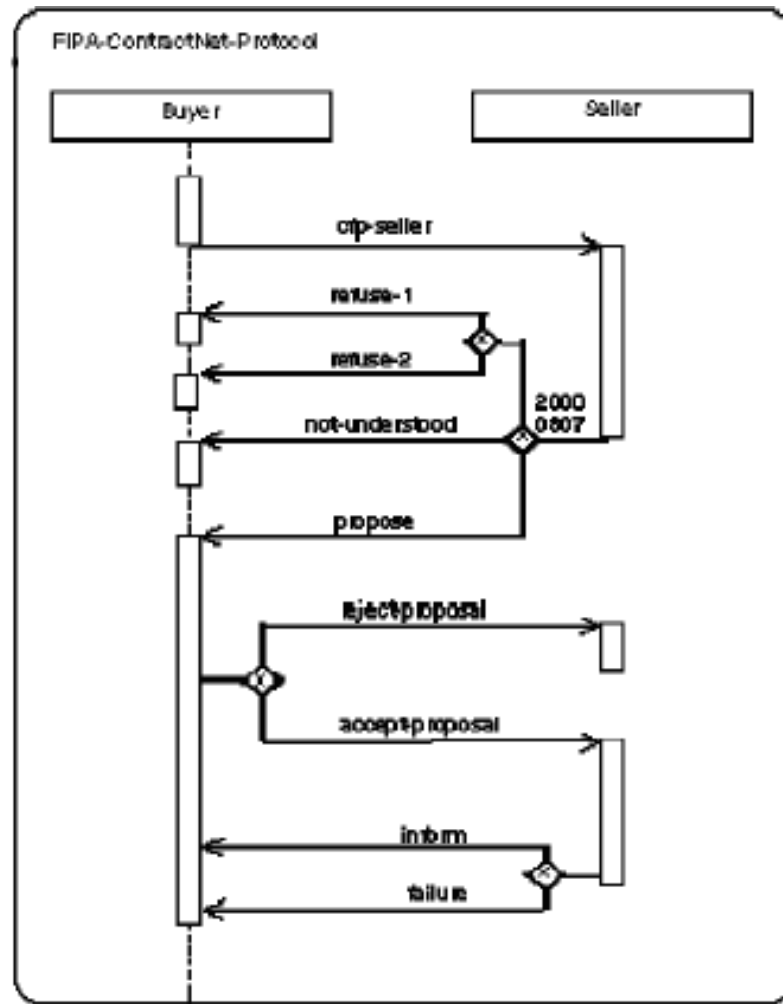 FIPA-ContractNet-Protocol
Buyer
Seller
cfp-seller
refuse-1
x
refuse-2
2000
not-understood
0807
x
propose
reject-proposal
x
accept-proposal
inform
x
failure